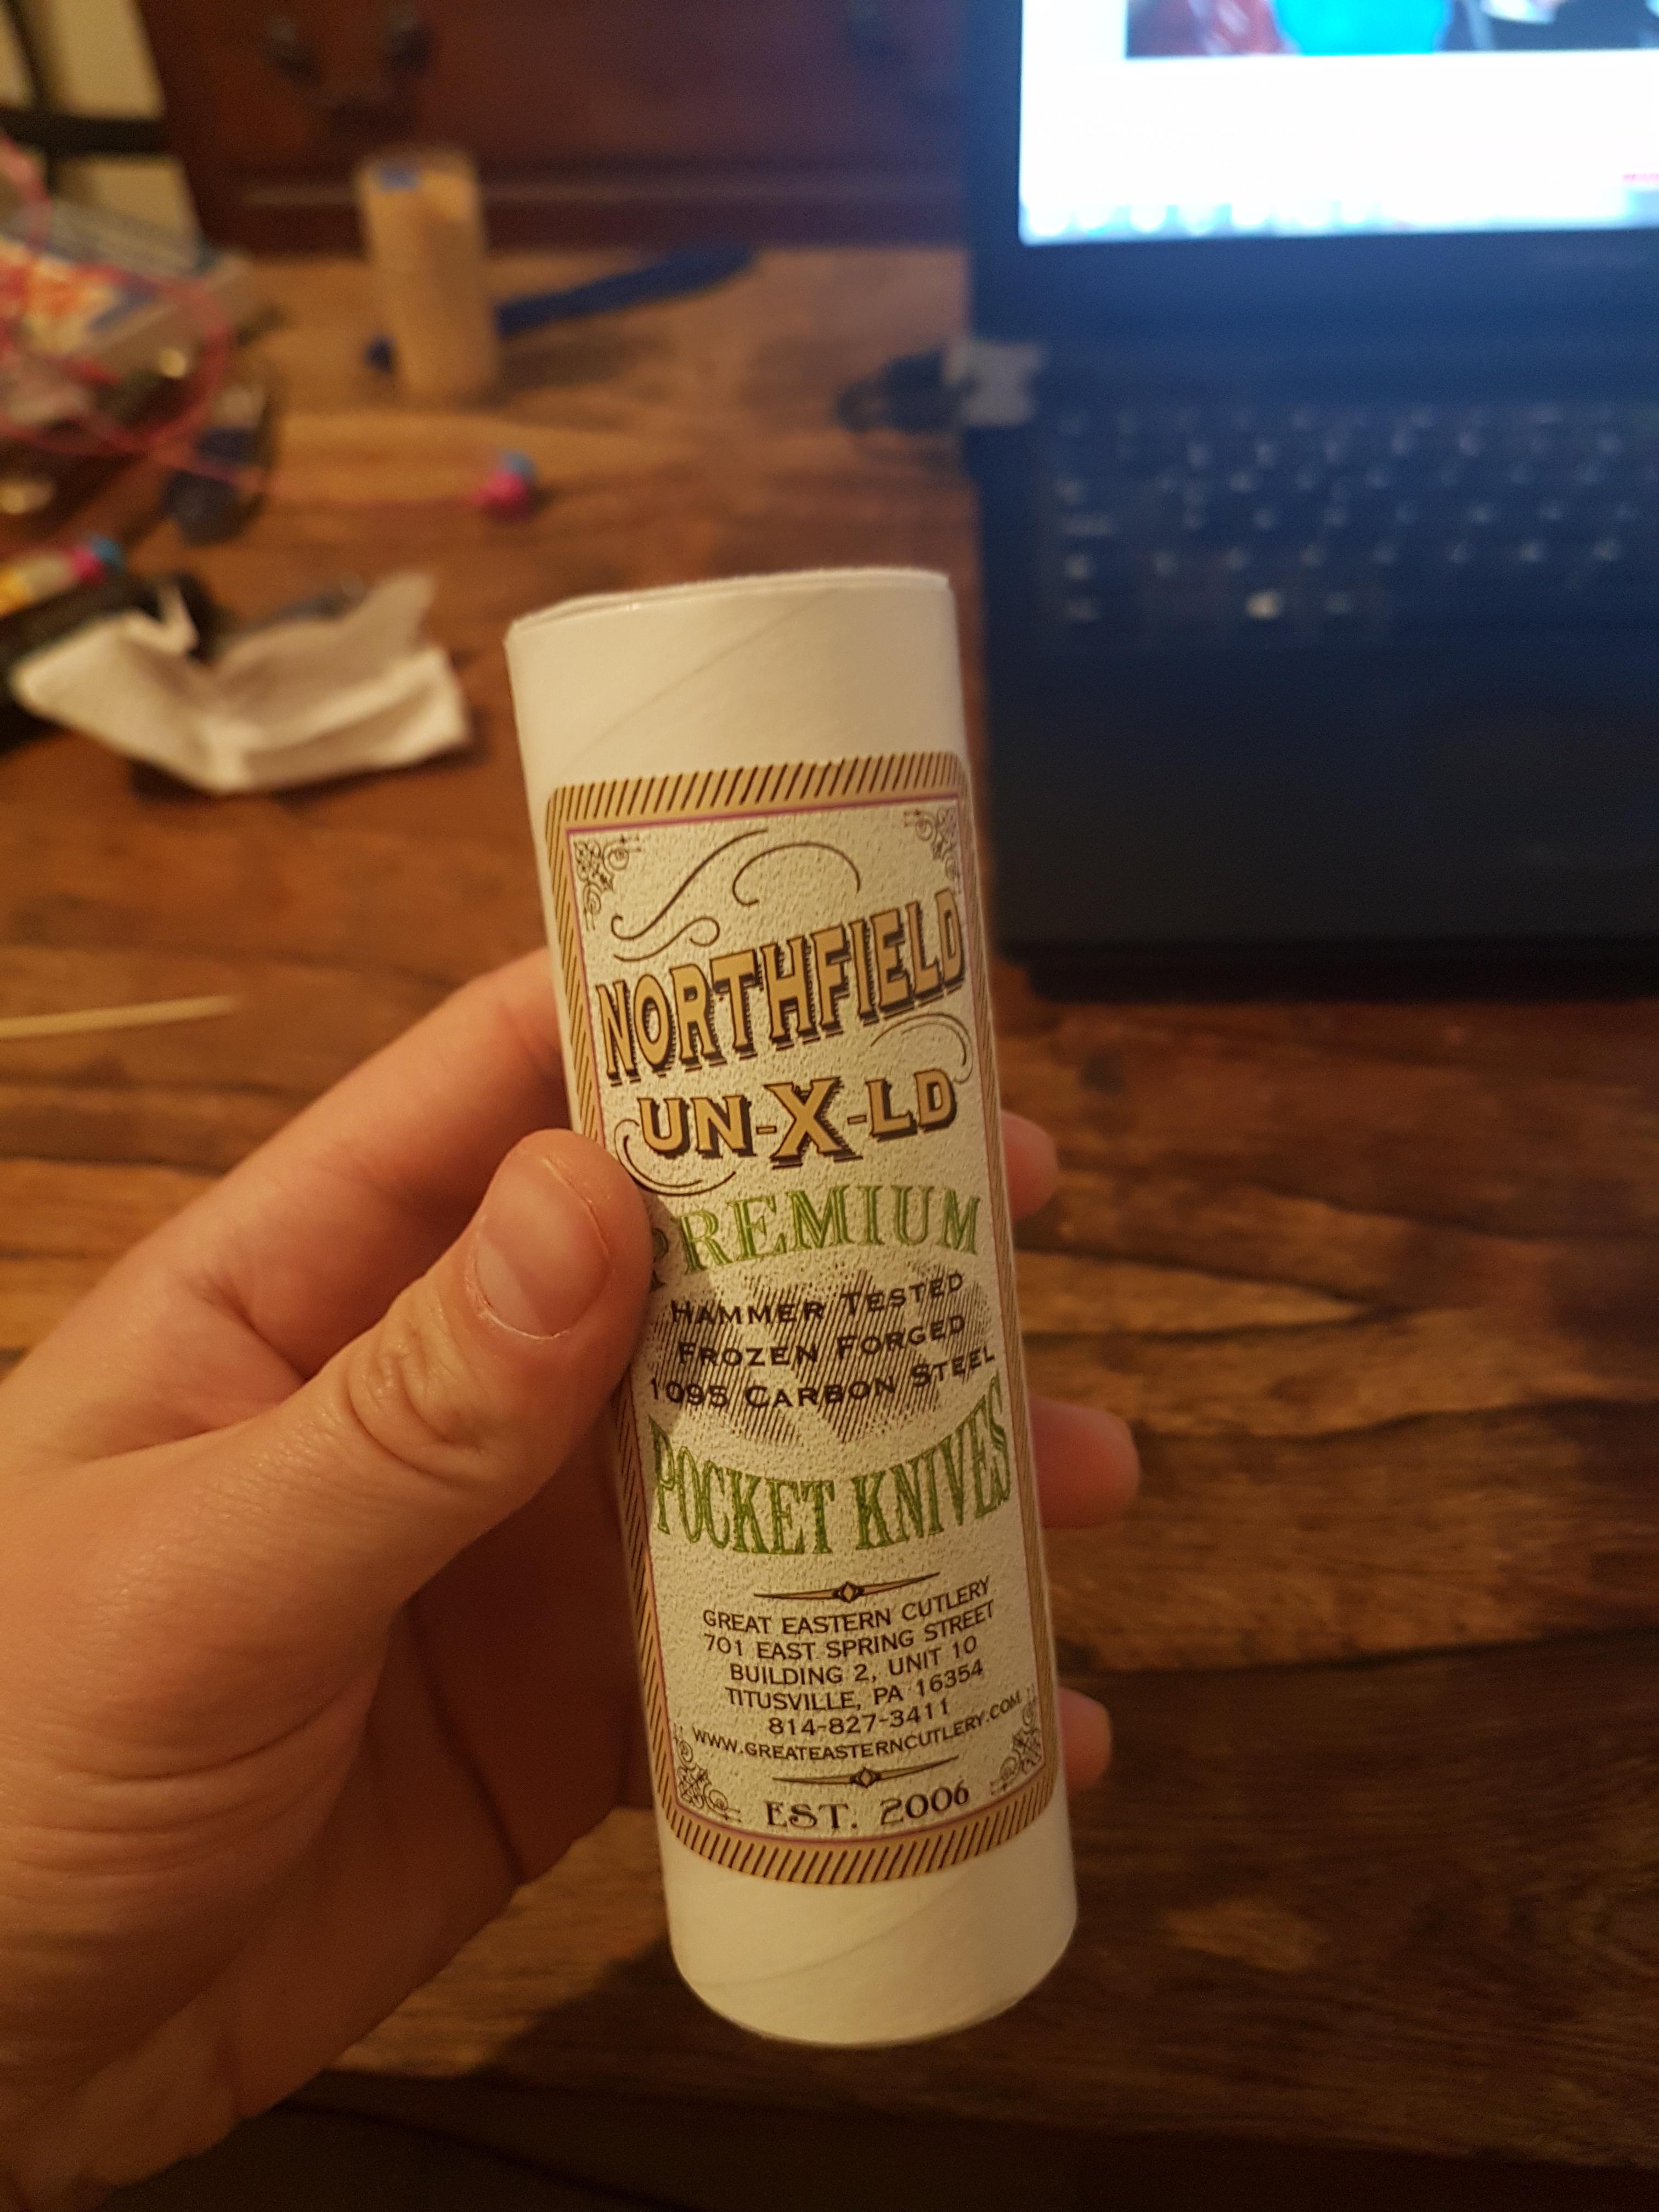 NORTHFIELD
UN-X-LD
PREMIUM
HAMMER TESTED
FROZEN FORGED
1095 CARBON STEEL
POCKET KNIVES
GREAT EASTERN CUTLERY
701 EAST SPRING STREET
BUILDING 2, UNIT 10
TITUSVILLE, PA 16354
814-827-3411
WWW.GREATEASTERNCUTLERY.COM
EST. 2006